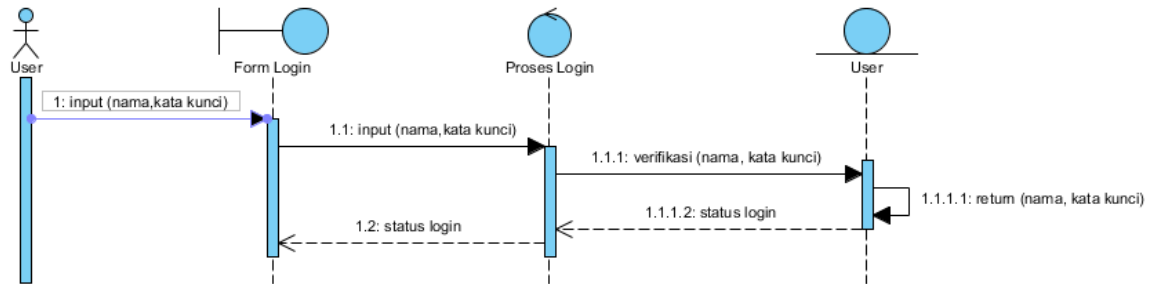 User
Form Login
Proses Login
User
1: input (nama,kata kunci)
1.1: input (nama,kata kunci)
1.1.1: verifikasi (nama, kata kunci)
1.1.1.1: return (nama, kata kunci)
1.1.1.2: status login
1.2: status login